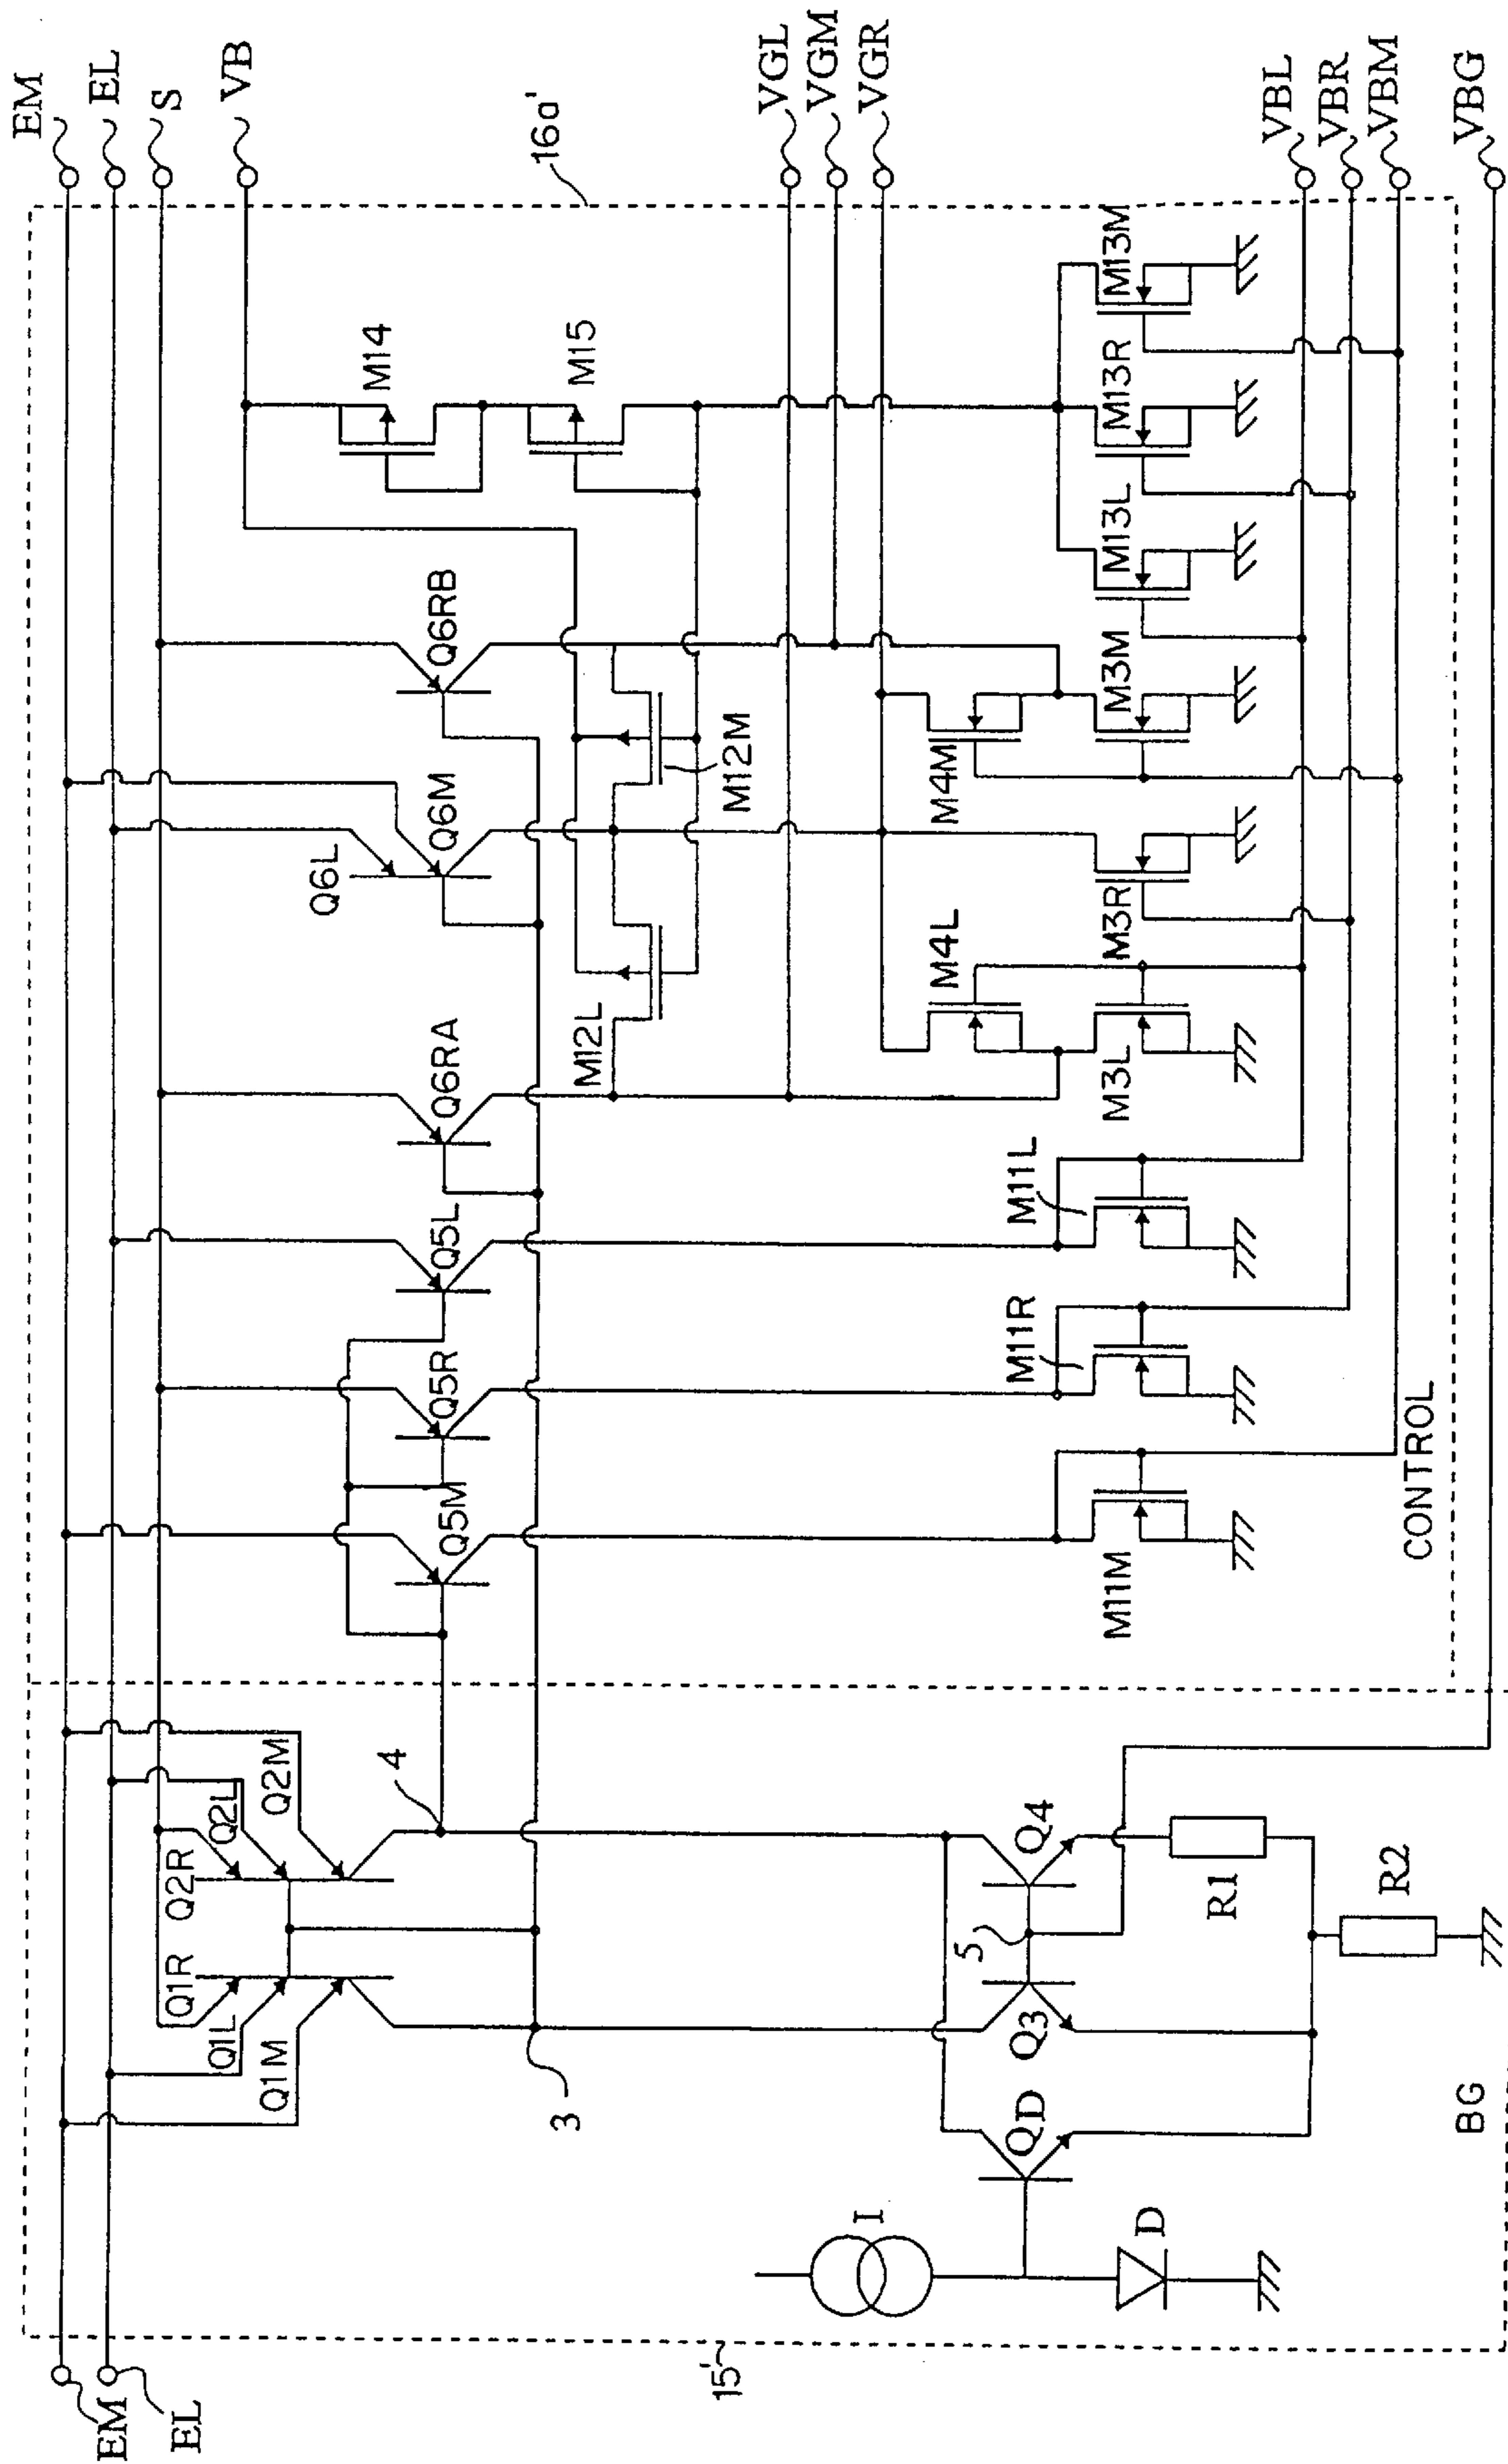 EM
EL
S
VB
16a'
VGL
VGM
VGR
VBL
VBR
VBM
VBG
M14
M15
M13M
M13R
M13L
Q6RB
Q6M
Q6L
M12M
M12L
M4M
M3M
M3R
M4L
M3L
Q6RA
Q5L
Q5R
Q5M
M11L
M11R
M11M
CONTROL
Q2M
Q2L
Q2R
Q1R
Q1L
Q1M
4
3
5
Q4
Q3
QD
R1
R2
I
D
BG
15'
EM
EL